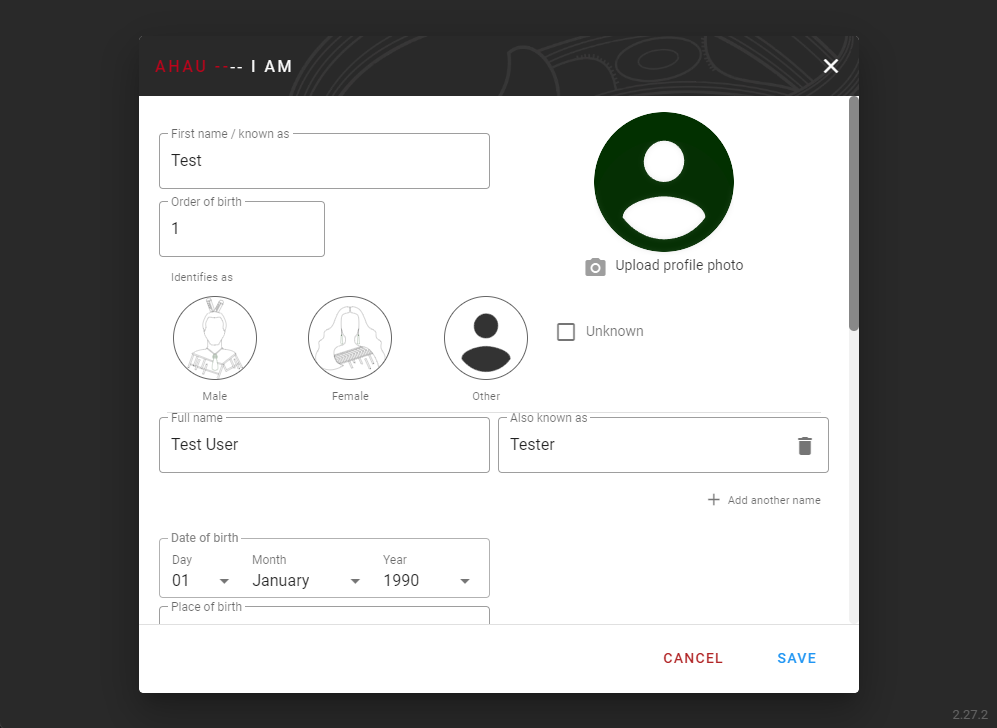 AHAU ---- I AM
First name / known as
Test
Order of birth
1
Upload profile photo
Identifies as
Unknown
Male Female Other
Full name Also known as
Test User Tester
Add another name
Date of birth
Day Month Year
01 January 1990
Place of birth
CANCEL SAVE
2.27.2